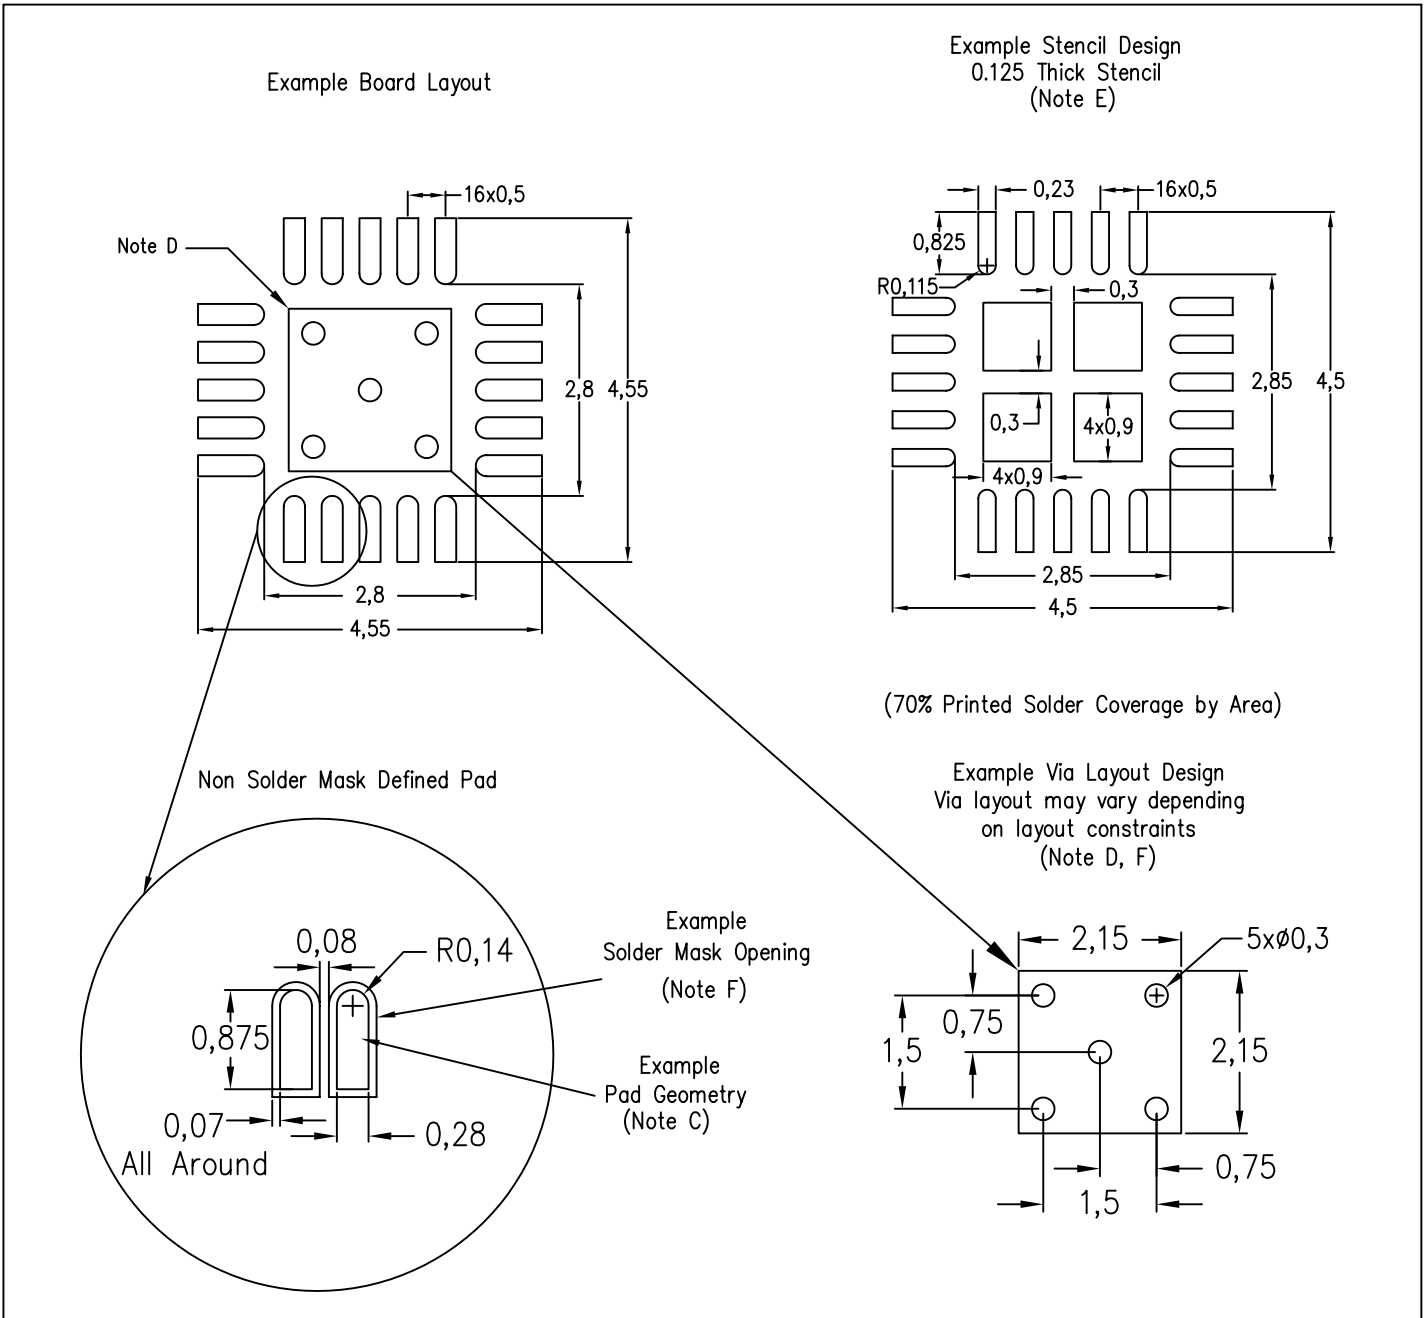 Example Board Layout
16x0,5
Note D
2,8
4,55
2,8
4,55
Example Stencil Design
0.125 Thick Stencil
(Note E)
0,23
16x0,5
0,825
R0,115
0,3
2,85
4,5
0,3
4x0,9
4x0,9
2,85
4,5
(70% Printed Solder Coverage by Area)
Non Solder Mask Defined Pad
0,08
R0,14
0,875
0,07
All Around
0,28
Example
Solder Mask Opening
(Note F)
Example
Pad Geometry
(Note C)
Example Via Layout Design
Via layout may vary depending
on layout constraints
(Note D, F)
2,15
5xø0,3
0,75
1,5
2,15
0,75
1,5